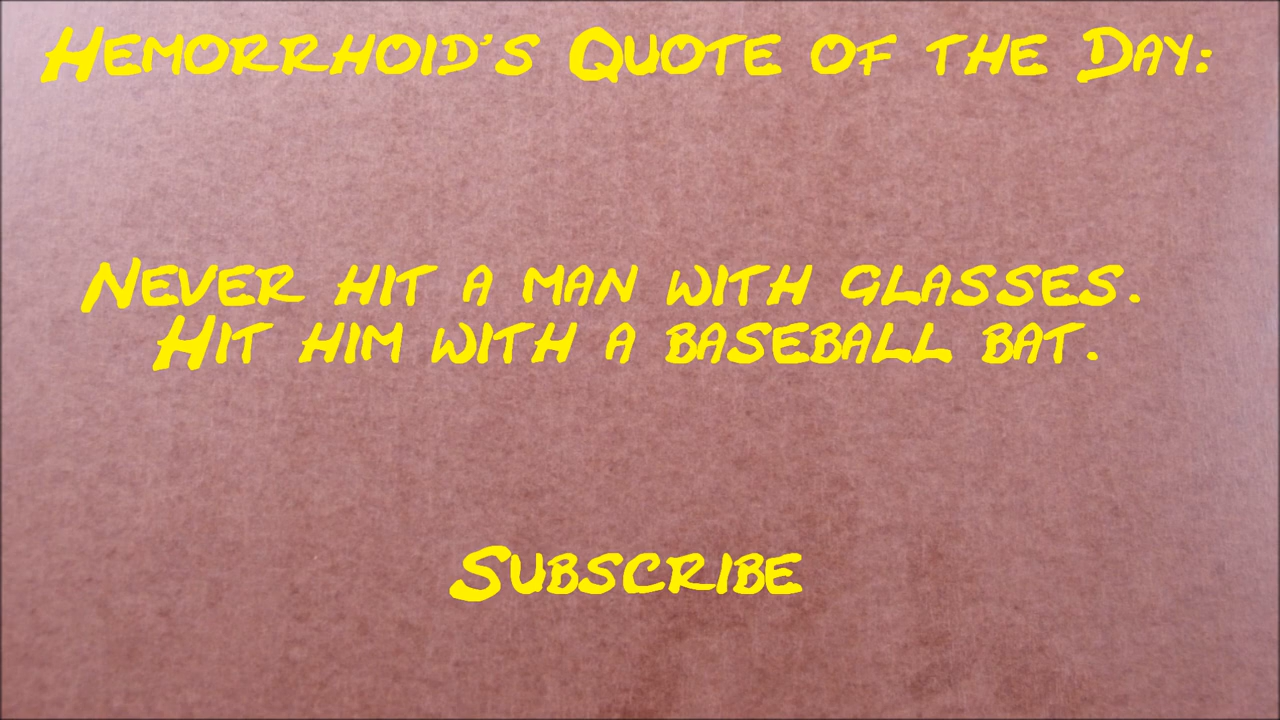 Hemorrhoid's Quote of the Day:
Never hit a man with glasses.
Hit him with a baseball bat.
Subscribe